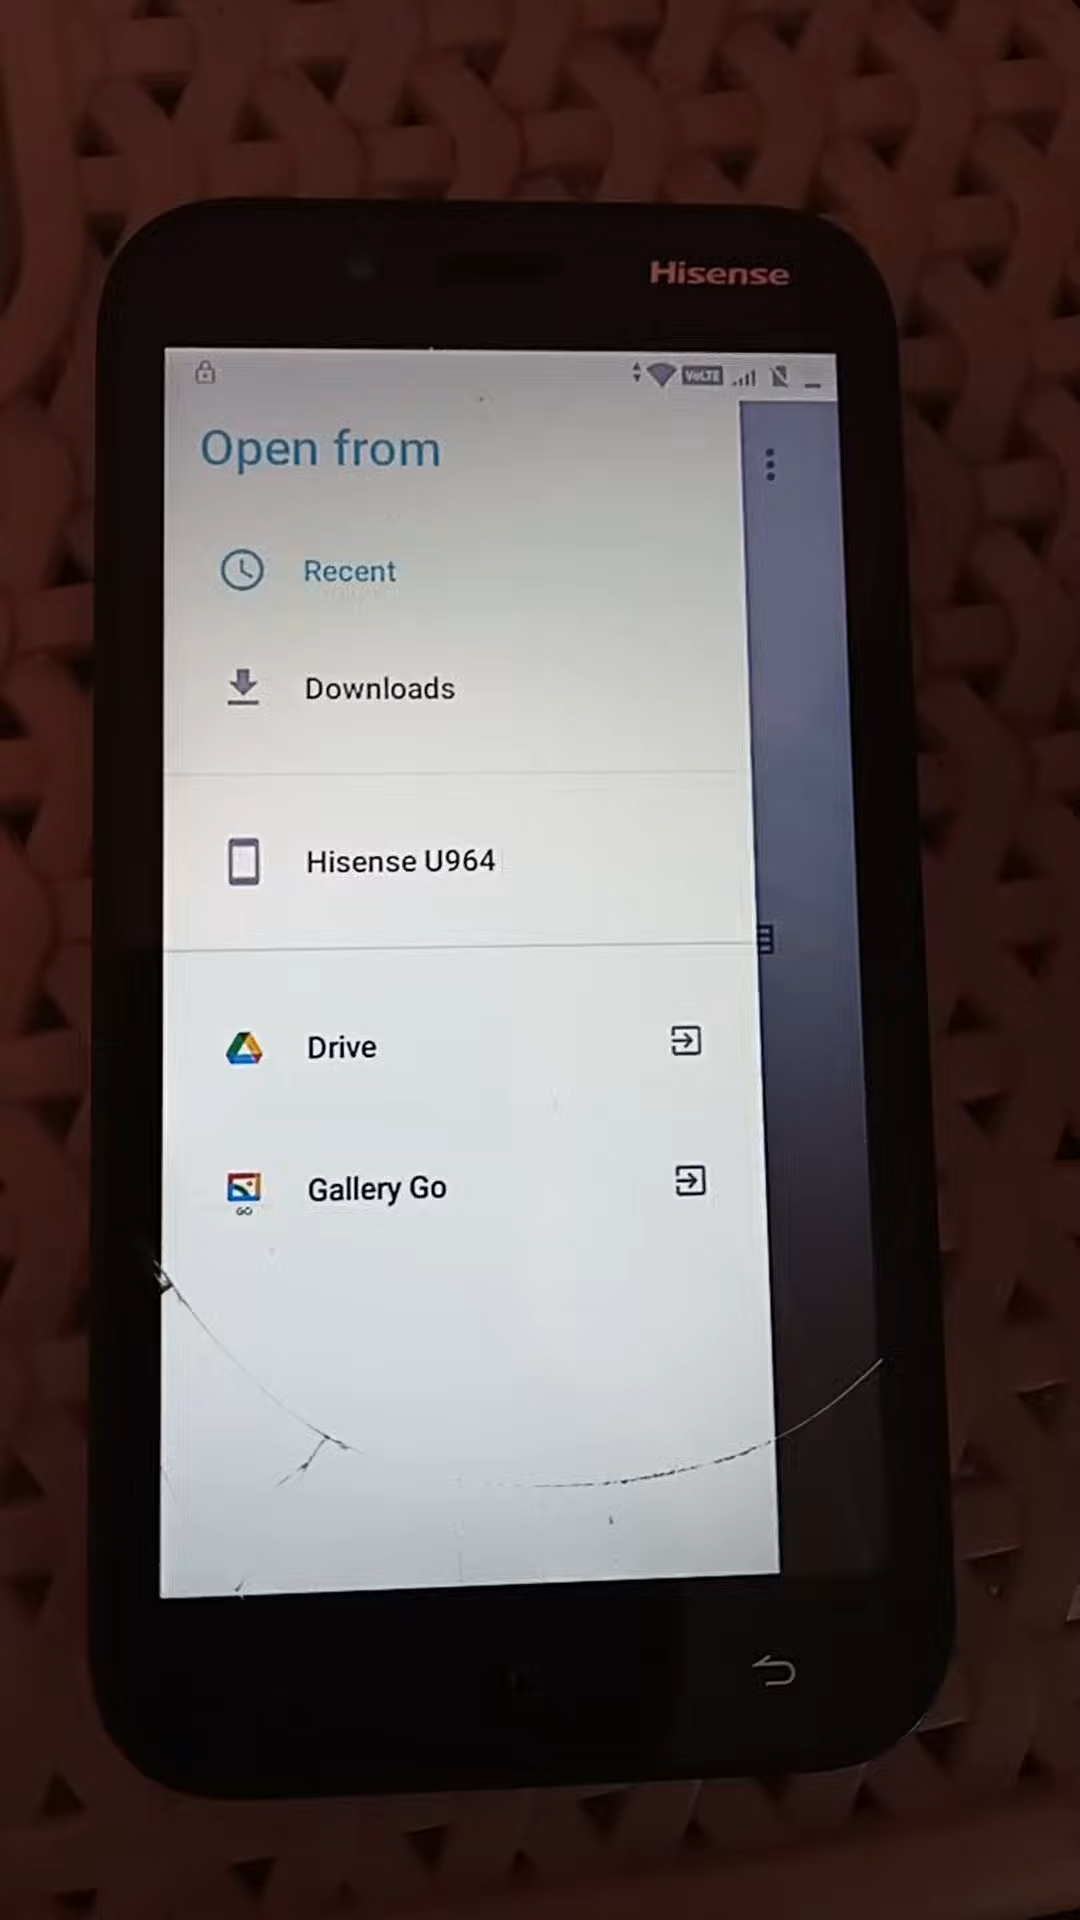 Hisense
VoLTE
Open from
Recent
Downloads
Hisense U964
Drive
Gallery Go
GO